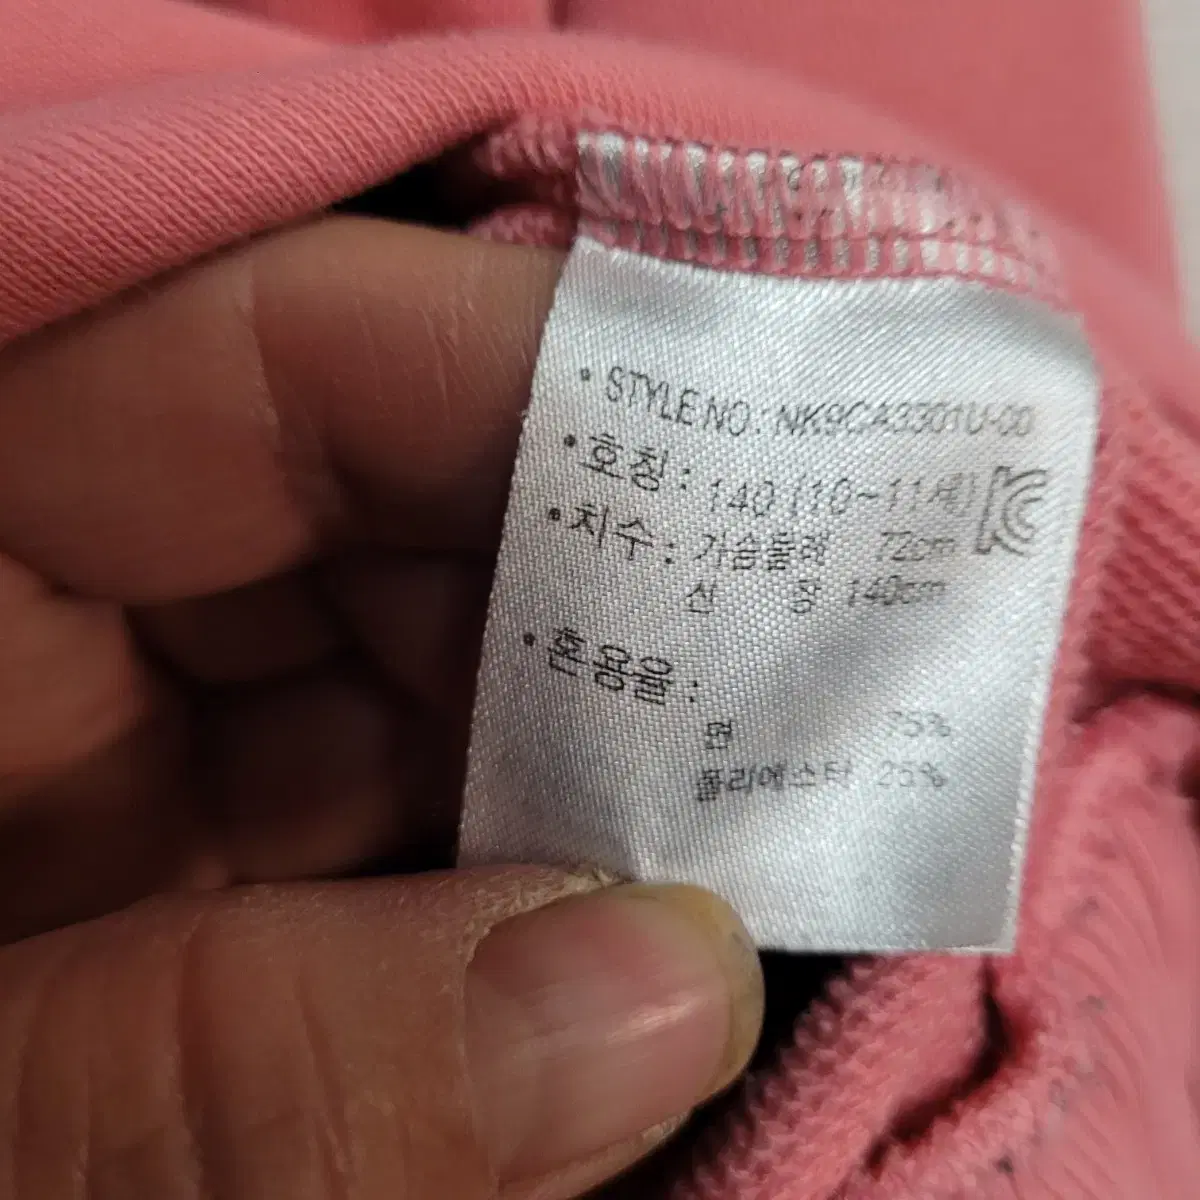 • STYLE NO. : NK9CA3301U-00
• 호칭 : 140 (10~11세)
• 치수 : 가슴둘레 72cm
신 장 140cm
• 혼용율 :
면 75%
폴리에스터 25%